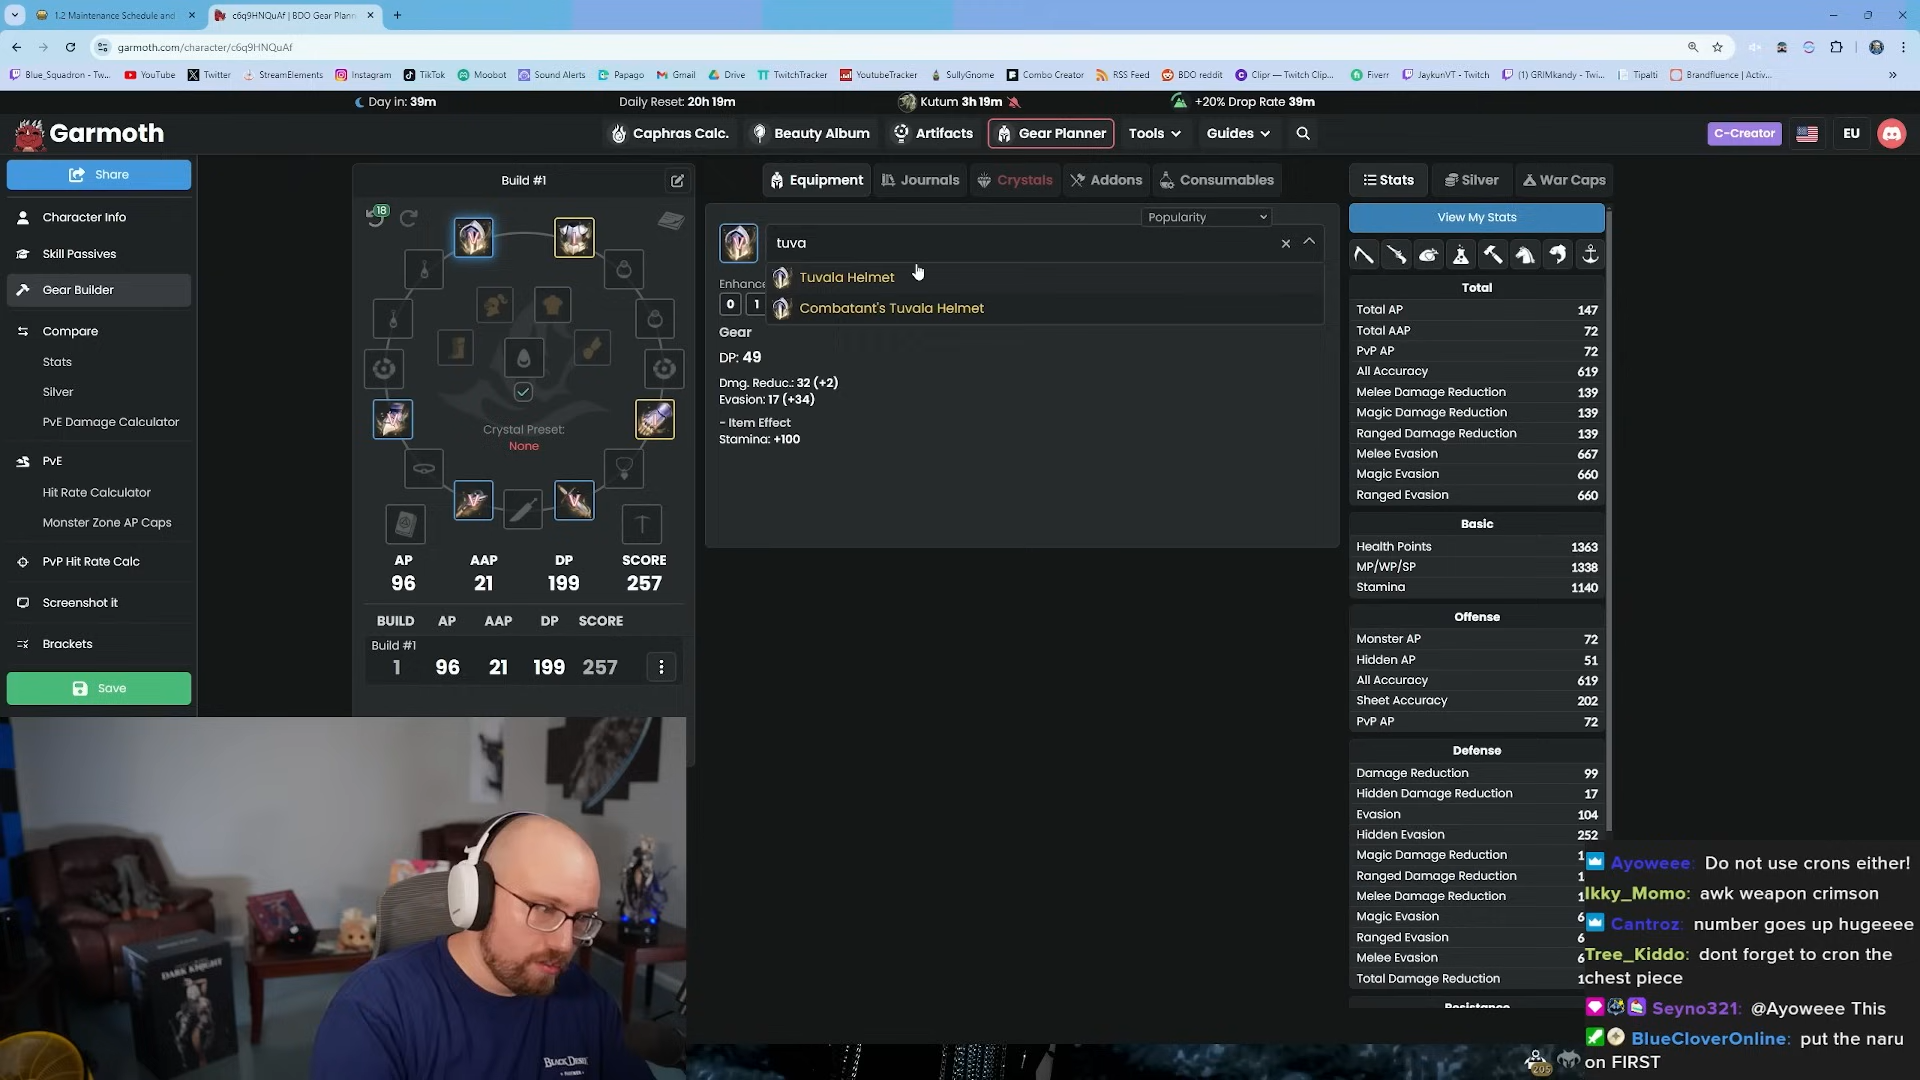 1.2 Maintenance Schedule and
c6q9HNQuAf | BDO Gear Plann
garmoth.com/character/c6q9HNQuAf
Blue_Squadron - Tw...
YouTube
Twitter
StreamElements
Instagram
TikTok
Moobot
Sound Alerts
Papago
Gmail
Drive
TwitchTracker
YoutubeTracker
SullyGnome
Combo Creator
RSS Feed
BDO reddit
Clipr — Twitch Clip...
Fiverr
JaykunVT - Twitch
(1) GRIMkandy - Twi...
Tipalti
Brandfluence | Activ...
Day in: 39m
Daily Reset: 20h 19m
Kutum 3h 19m
+20% Drop Rate 39m
Garmoth
Caphras Calc.
Beauty Album
Artifacts
Gear Planner
Tools
Guides
C-Creator
EU
Share
Character Info
Skill Passives
Gear Builder
Compare
Stats
Silver
PvE Damage Calculator
PvE
Hit Rate Calculator
Monster Zone AP Caps
PvP Hit Rate Calc
Screenshot it
Brackets
Save
Build #1
18
Crystal Preset:
None
AP AAP DP SCORE
96 21 199 257
BUILD AP AAP DP SCORE
Build #1
1 96 21 199 257
Equipment
Journals
Crystals
Addons
Consumables
Popularity
tuva
Tuvala Helmet
Combatant's Tuvala Helmet
Enhance
0 1
Gear
DP: 49
Dmg. Reduc.: 32 (+2)
Evasion: 17 (+34)
- Item Effect
Stamina: +100
Stats
Silver
War Caps
View My Stats
Total
Total AP 147
Total AAP 72
PvP AP 72
All Accuracy 619
Melee Damage Reduction 139
Magic Damage Reduction 139
Ranged Damage Reduction 139
Melee Evasion 667
Magic Evasion 660
Ranged Evasion 660
Basic
Health Points 1363
MP/WP/SP 1338
Stamina 1140
Offense
Monster AP 72
Hidden AP 51
All Accuracy 619
Sheet Accuracy 202
PvP AP 72
Defense
Damage Reduction 99
Hidden Damage Reduction 17
Evasion 104
Hidden Evasion 252
Magic Damage Reduction 1
Ranged Damage Reduction 1
Melee Damage Reduction 1
Magic Evasion 6
Ranged Evasion 6
Melee Evasion 6
Total Damage Reduction 1
Resistance
Ayoweee: Do not use crons either!
Ikky_Momo: awk weapon crimson
Cantroz: number goes up hugeeee
Tree_Kiddo: dont forget to cron the
chest piece
Seyno321: @Ayoweee This
BlueCloverOnline: put the naru
on FIRST
205
DARK KNIGHT
BLACK DESERT